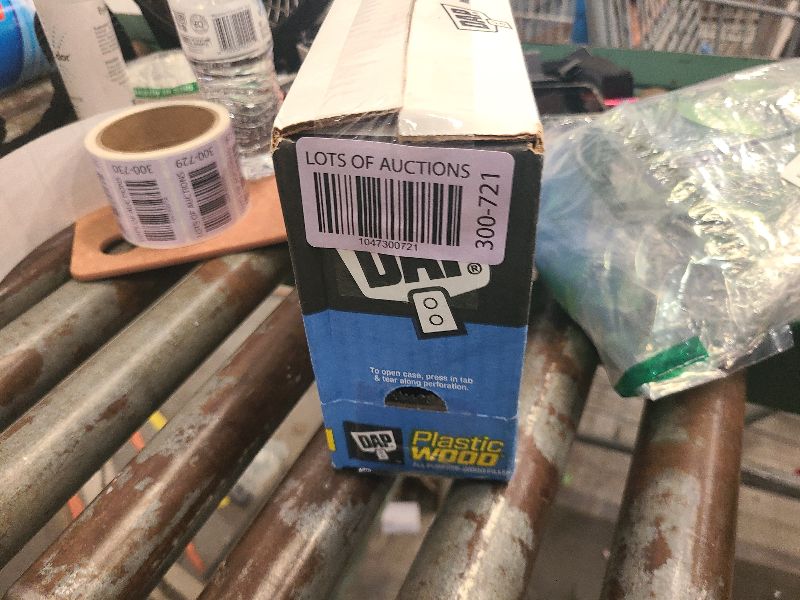 DAP
LOTS OF AUCTIONS
1047300721
300-721
DAP®
To open case, press in tab
& tear along perforation.
DAP
Plastic
WOOD
ALL PURPOSE WOOD FILLER
300-730
300-729
LOTS OF AUCTIONS